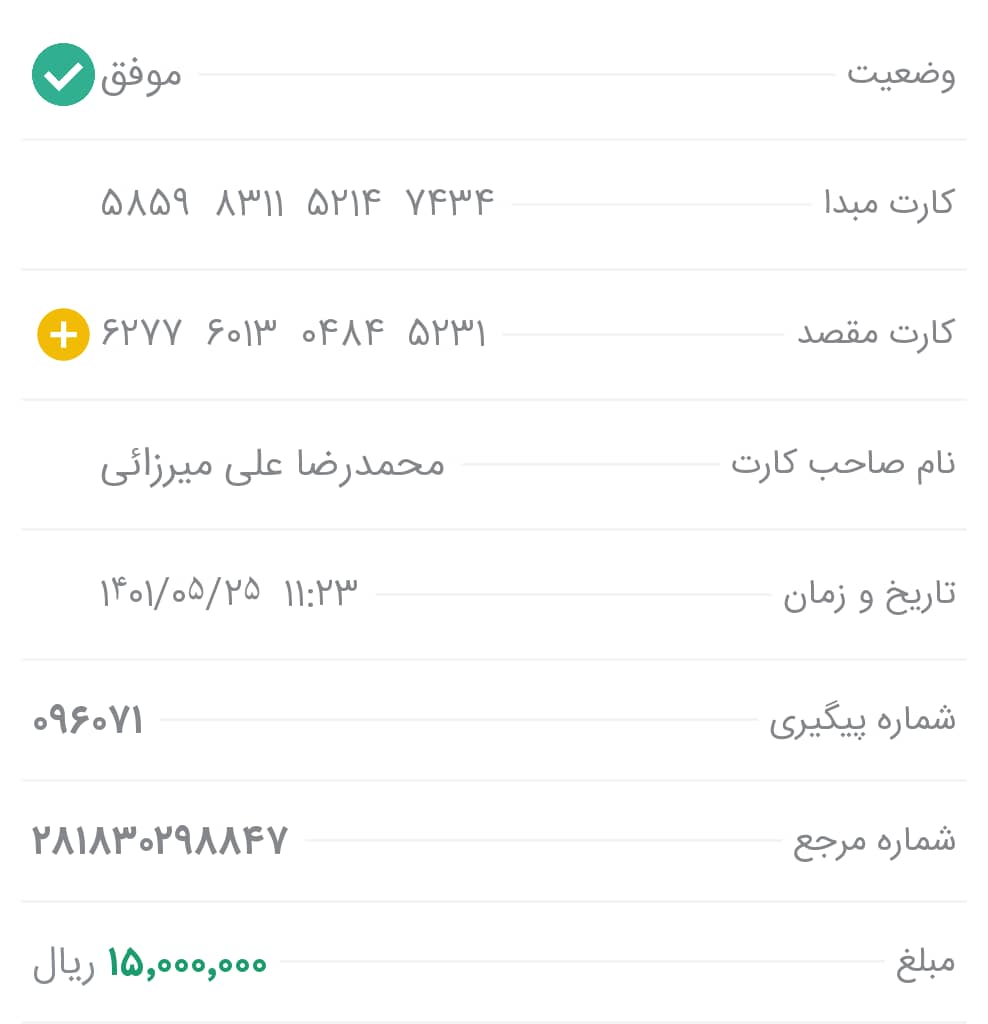 وضعیت موفق
کارت مبدا ۵۸۵۹ ۸۳۱۱ ۵۲۱۴ ۷۴۳۴
کارت مقصد ۶۲۷۷ ۶۰۱۳ ۰۴۸۴ ۵۲۳۱
نام صاحب کارت محمدرضا علی میرزائی
تاریخ و زمان ۱۴۰۱/۰۵/۲۵ ۱۱:۲۳
شماره پیگیری ۰۹۶۰۷۱
شماره مرجع ۲۸۱۸۳۰۲۹۸۸۴۷
مبلغ ۱۵,۰۰۰,۰۰۰ ریال